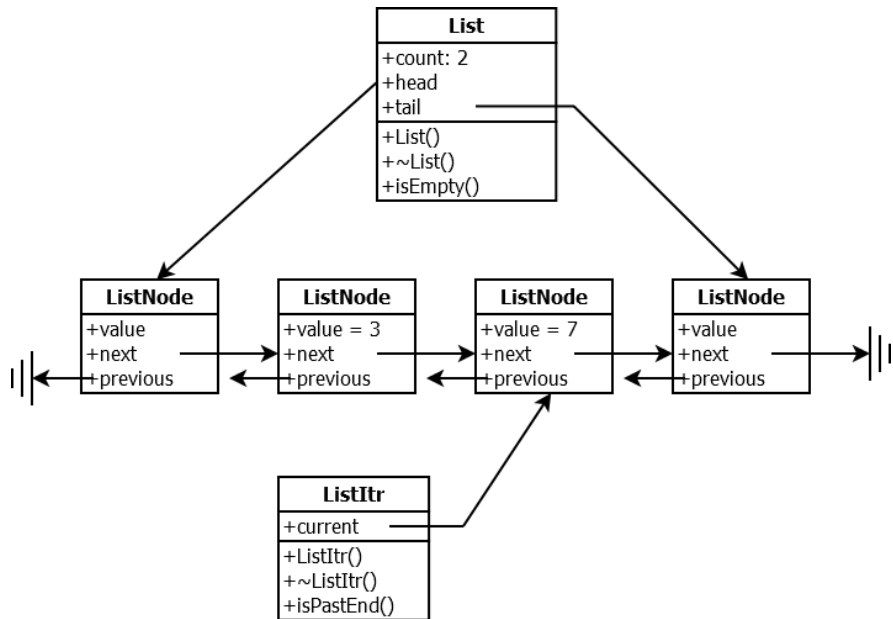 List
+count: 2
+head
+tail
+List()
+~List()
+isEmpty()
ListNode
+value
+next
+previous
ListNode
+value = 3
+next
+previous
ListNode
+value = 7
+next
+previous
ListNode
+value
+next
+previous
ListItr
+current
+ListItr()
+~ListItr()
+isPastEnd()